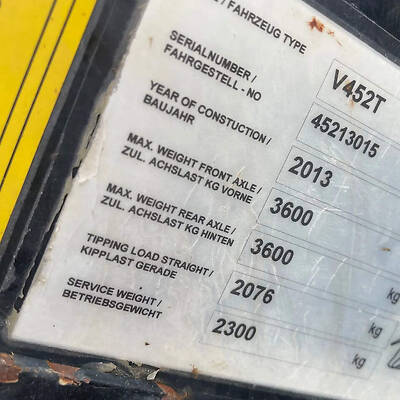 / FAHRZEUG TYPE
V452T
SERIALNUMBER /
FAHRGESTELL - NO
45213015
YEAR OF CONSTUCTION /
BAUJAHR
2013
MAX. WEIGHT FRONT AXLE /
ZUL. ACHSLAST KG VORNE
3600
MAX. WEIGHT REAR AXLE /
ZUL. ACHSLAST KG HINTEN
3600
TIPPING LOAD STRAIGHT /
KIPPLAST GERADE
2076 kg
SERVICE WEIGHT /
BETRIEBSGEWICHT
2300 kg
kg